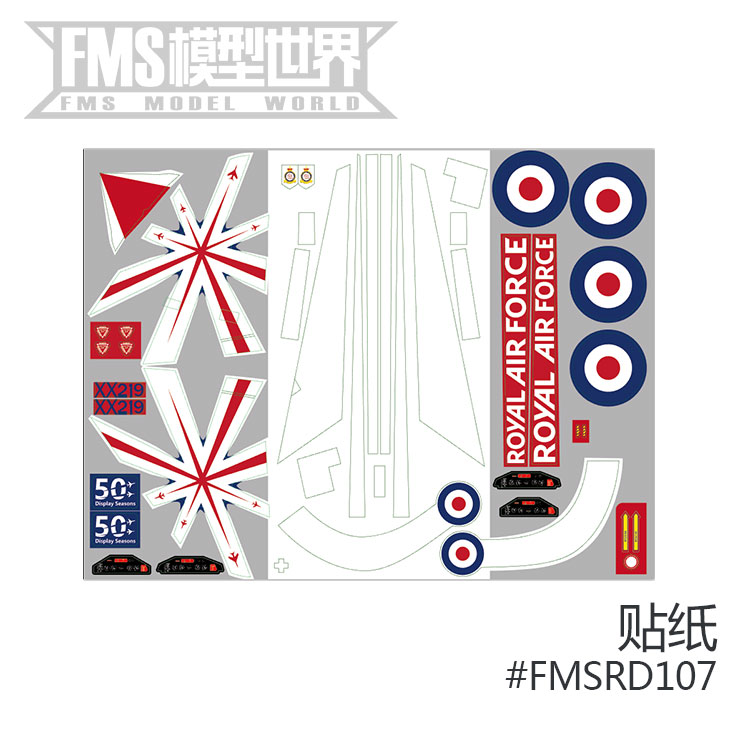 FMS模型世界
FMS MODEL WORLD
ROYAL AIR FORCE
ROYAL AIR FORCE
XX219
XX219
50
Display Seasons
50
Display Seasons
贴纸
#FMSRD107